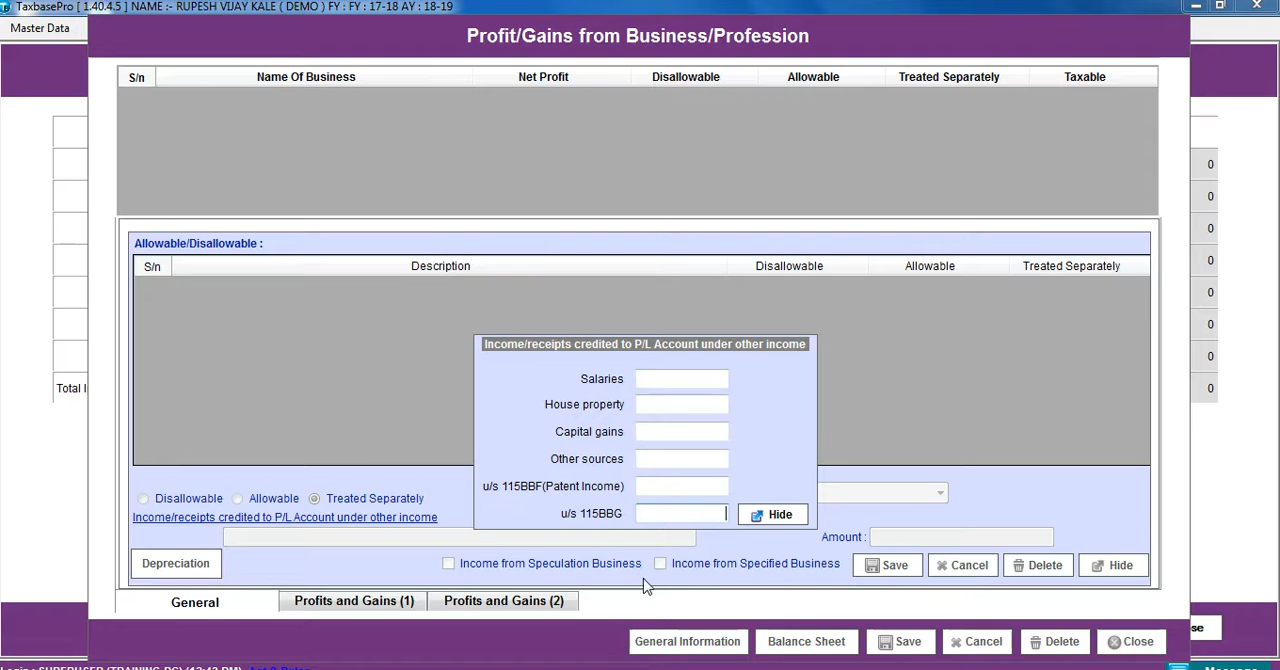 TaxbasePro [ 1.40.4.5 ] NAME :- RUPESH VIJAY KALE ( DEMO ) FY : FY : 17-18 AY : 18-19
Master Data
Profit/Gains from Business/Profession
S/n Name Of Business Net Profit Disallowable Allowable Treated Separately Taxable
0
0
0
0
0
0
0
Total I 0
Allowable/Disallowable :
S/n Description Disallowable Allowable Treated Separately
Income/receipts credited to P/L Account under other income
Salaries
House property
Capital gains
Other sources
u/s 115BBF(Patent Income)
u/s 115BBG Hide
Disallowable Allowable Treated Separately
Income/receipts credited to P/L Account under other income
Amount :
Depreciation Income from Speculation Business Income from Specified Business Save Cancel Delete Hide
General Profits and Gains (1) Profits and Gains (2)
General Information Balance Sheet Save Cancel Delete Close
se